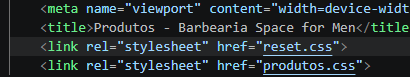 <meta name="viewport" content="width=device-widt
<title>Produtos - Barbearia Space for Men</title
<link rel="stylesheet" href="reset.css">
<link rel="stylesheet" href="produtos.css">